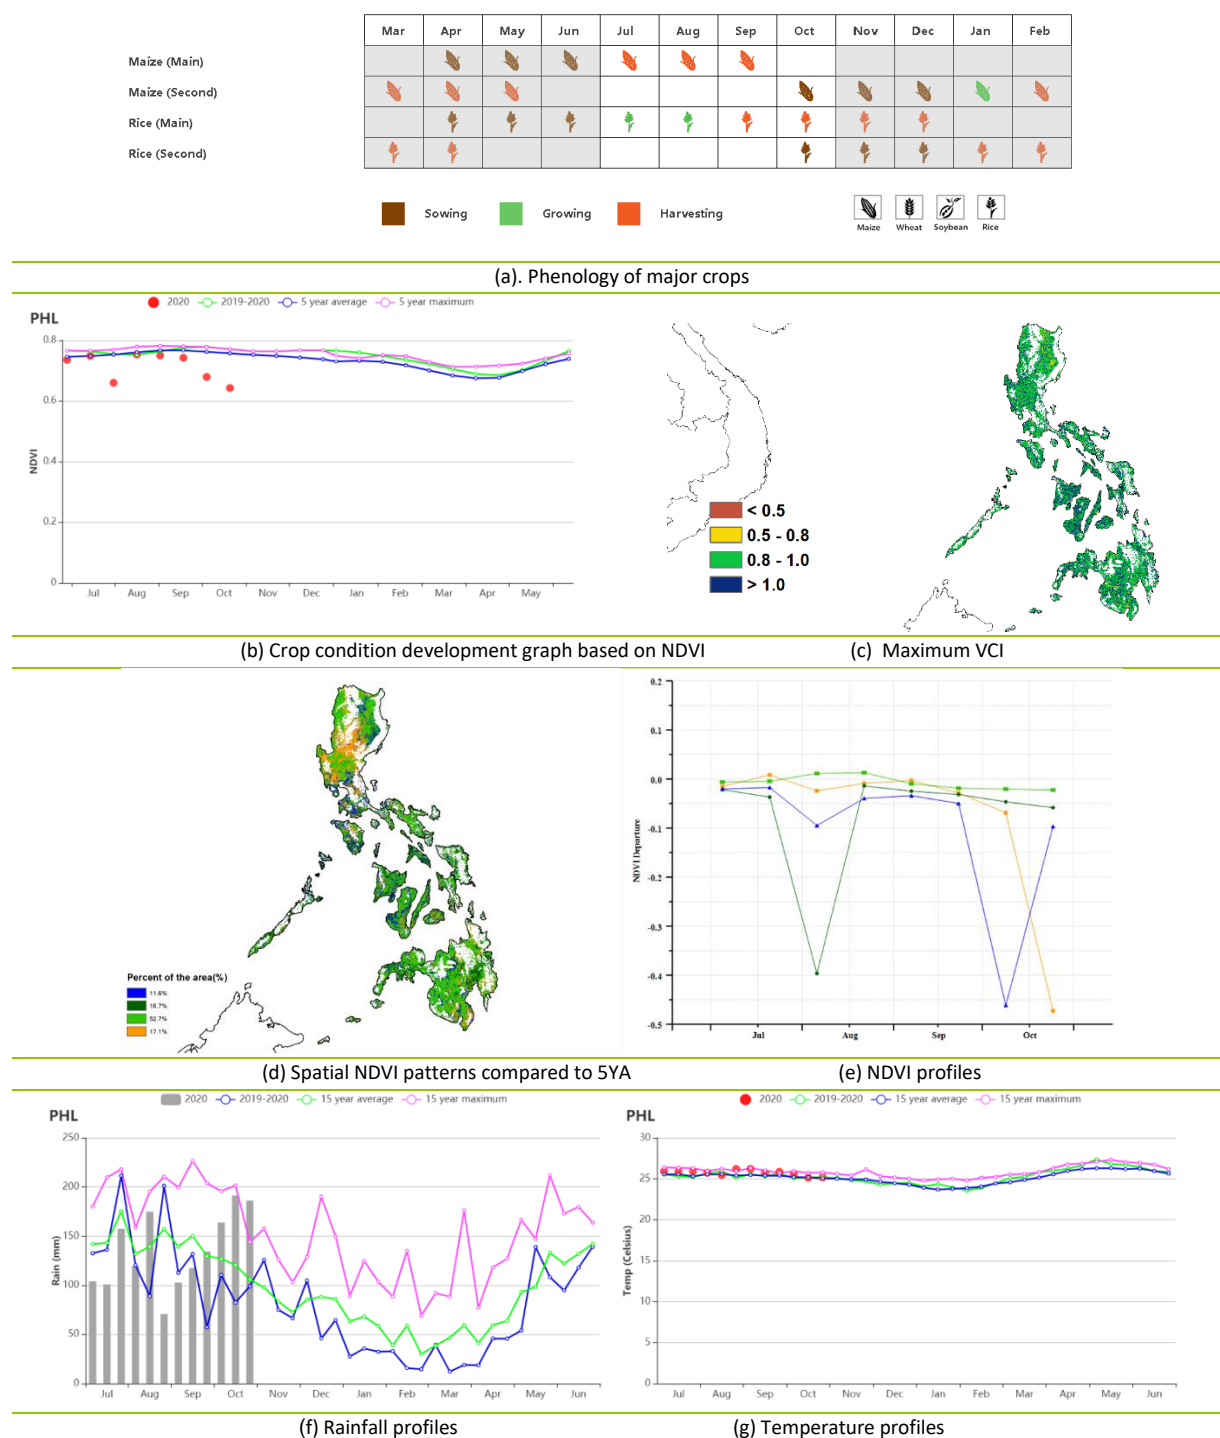 Mar Apr May Jun Jul Aug Sep Oct Nov Dec Jan Feb
Maize (Main)
Maize (Second)
Rice (Main)
Rice (Second)
Sowing Growing Harvesting
Maize Wheat Soybean Rice
(a). Phenology of major crops
2020 2019-2020 5 year average 5 year maximum
PHL
0.8
0.6
0.4
0.2
0
NDVI
Jul Aug Sep Oct Nov Dec Jan Feb Mar Apr May
< 0.5
0.5 - 0.8
0.8 - 1.0
> 1.0
(b) Crop condition development graph based on NDVI
(c) Maximum VCI
Percent of the area(%)
11.6%
18.7%
52.7%
17.1%
0.2
0.1
0.0
-0.1
-0.2
-0.3
-0.4
-0.5
NDVI Departure
Jul Aug Sep Oct
(d) Spatial NDVI patterns compared to 5YA
(e) NDVI profiles
2020 2019-2020 15 year average 15 year maximum
PHL
250
200
150
100
50
0
Rain (mm)
Jul Aug Sep Oct Nov Dec Jan Feb Mar Apr May Jun
2020 2019-2020 15 year average 15 year maximum
PHL
30
25
20
15
10
5
0
Temp (Celsius)
Jul Aug Sep Oct Nov Dec Jan Feb Mar Apr May Jun
(f) Rainfall profiles
(g) Temperature profiles